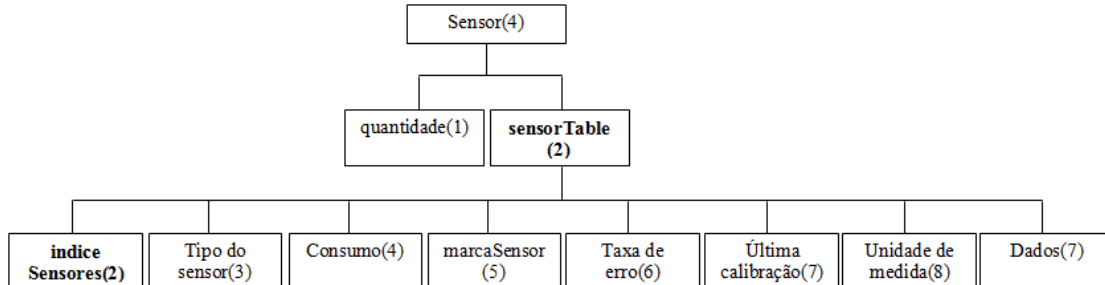 Sensor(4)
quantidade(1)
sensorTable
(2)
indice
Sensores(2)
Tipo do
sensor(3)
Consumo(4)
marcaSensor
(5)
Taxa de
erro(6)
Última
calibração(7)
Unidade de
medida(8)
Dados(7)